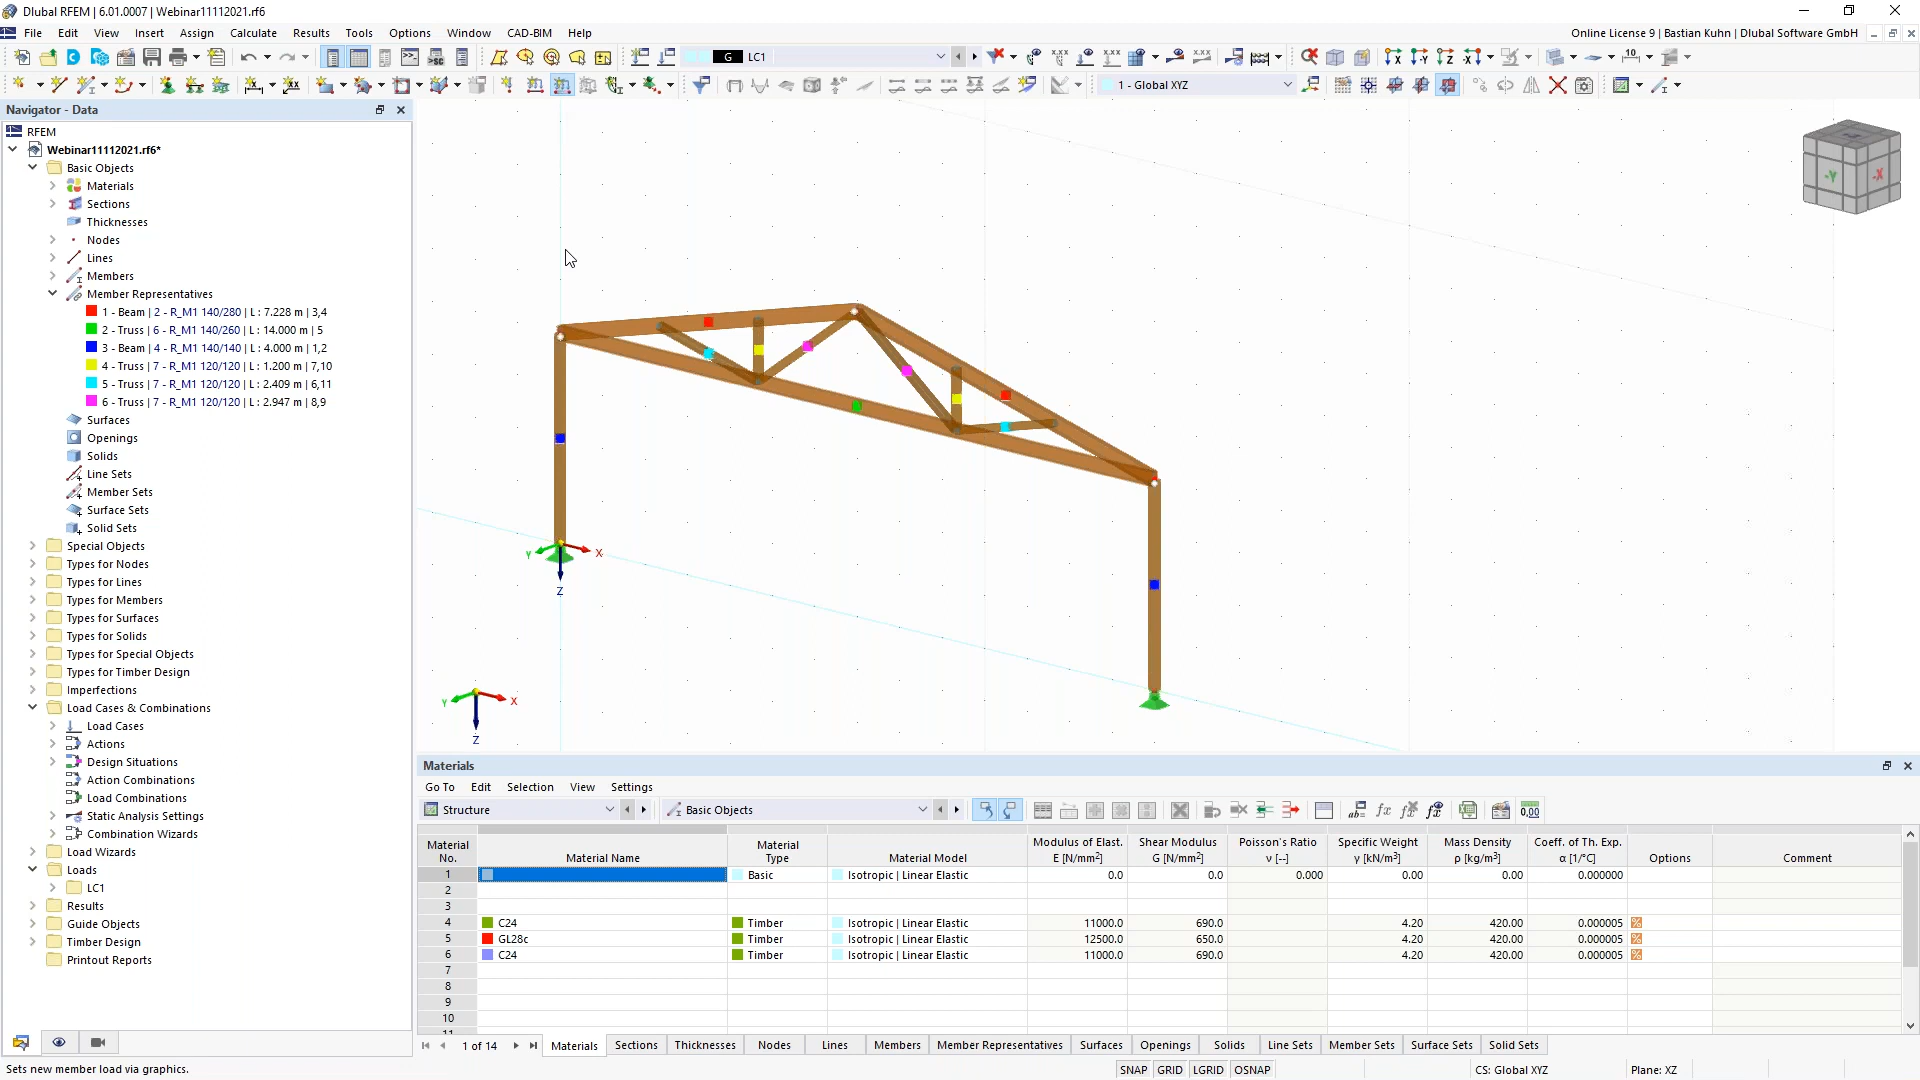 Dlubal RFEM | 6.01.0007 | Webinar11112021.rf6
File Edit View Insert Assign Calculate Results Tools Options Window CAD-BIM Help
Online License 9 | Bastian Kuhn | Dlubal Software GmbH
G LC1
1 - Global XYZ
Navigator - Data
RFEM
Webinar11112021.rf6*
Basic Objects
Materials
Sections
Thicknesses
Nodes
Lines
Members
Member Representatives
1 - Beam | 2 - R_M1 140/280 | L : 7.228 m | 3,4
2 - Truss | 6 - R_M1 140/260 | L : 14.000 m | 5
3 - Beam | 4 - R_M1 140/140 | L : 4.000 m | 1,2
4 - Truss | 7 - R_M1 120/120 | L : 1.200 m | 7,10
5 - Truss | 7 - R_M1 120/120 | L : 2.409 m | 6,11
6 - Truss | 7 - R_M1 120/120 | L : 2.947 m | 8,9
Surfaces
Openings
Solids
Line Sets
Member Sets
Surface Sets
Solid Sets
Special Objects
Types for Nodes
Types for Lines
Types for Members
Types for Surfaces
Types for Solids
Types for Special Objects
Types for Timber Design
Imperfections
Load Cases & Combinations
Load Cases
Actions
Design Situations
Action Combinations
Load Combinations
Static Analysis Settings
Combination Wizards
Load Wizards
Loads
LC1
Results
Guide Objects
Timber Design
Printout Reports
-Y -X
Y X
Z
Y X
Z
Materials
Go To Edit Selection View Settings
Structure Basic Objects
Material No. Material Name Material Type Material Model Modulus of Elast. E [N/mm²] Shear Modulus G [N/mm²] Poisson's Ratio ν [--] Specific Weight γ [kN/m³] Mass Density ρ [kg/m³] Coeff. of Th. Exp. α [1/°C] Options Comment
1 Basic Isotropic | Linear Elastic 0.0 0.0 0.000 0.00 0.00 0.000000
2
3
4 C24 Timber Isotropic | Linear Elastic 11000.0 690.0 4.20 420.00 0.000005
5 GL28c Timber Isotropic | Linear Elastic 12500.0 650.0 4.20 420.00 0.000005
6 C24 Timber Isotropic | Linear Elastic 11000.0 690.0 4.20 420.00 0.000005
7
8
9
10
11
1 of 14 Materials Sections Thicknesses Nodes Lines Members Member Representatives Surfaces Openings Solids Line Sets Member Sets Surface Sets Solid Sets
Sets new member load via graphics.
SNAP GRID LGRID OSNAP
CS: Global XYZ
Plane: XZ